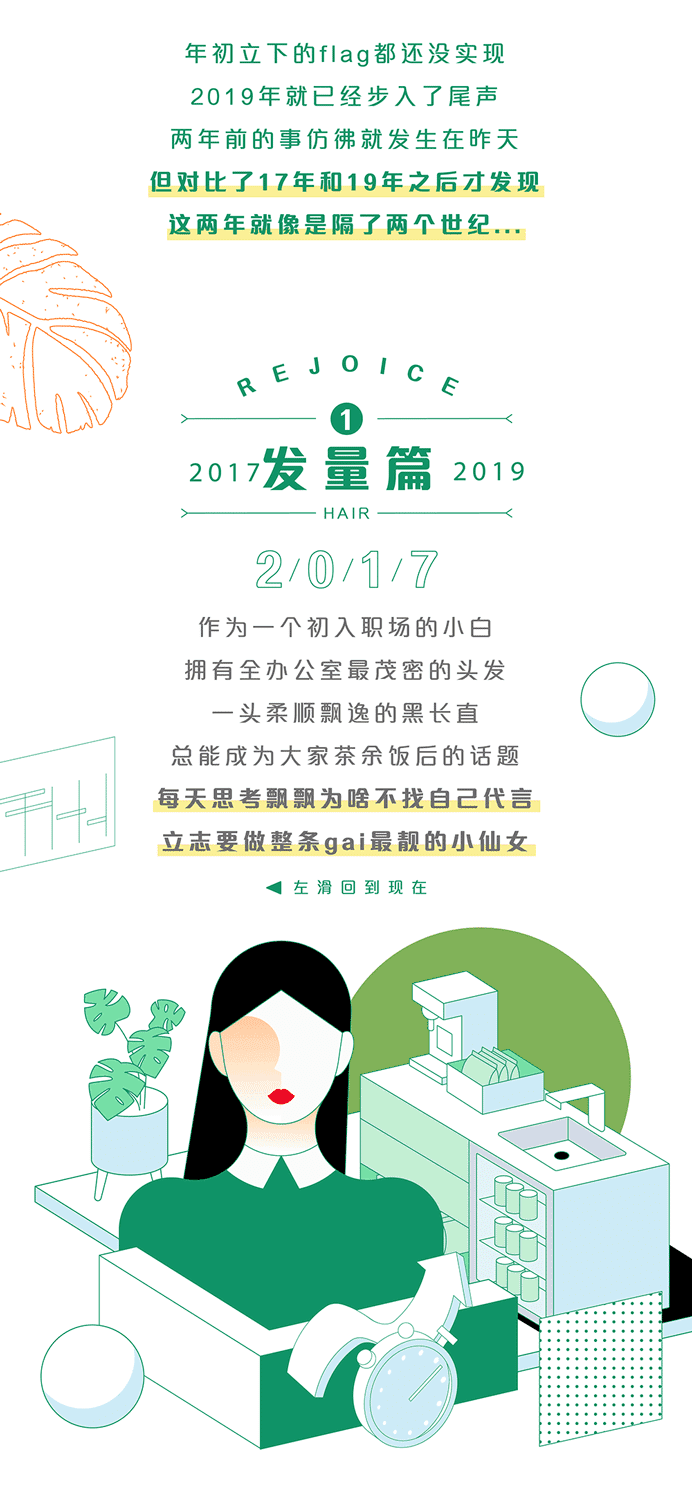 年初立下的flag都还没实现
2019年就已经步入了尾声
两年前的事仿彿就发生在昨天
但对比了17年和19年之后才发现
这两年就像是隔了两个世纪...
REJOICE
1
2017发量篇2019
HAIR
2/0/1/7
作为一个初入职场的小白
拥有全办公室最茂密的头发
一头柔顺飘逸的黑长直
总能成为大家茶余饭后的话题
每天思考飘飘为啥不找自己代言
立志要做整条gai最靓的小仙女
◀左滑回到现在